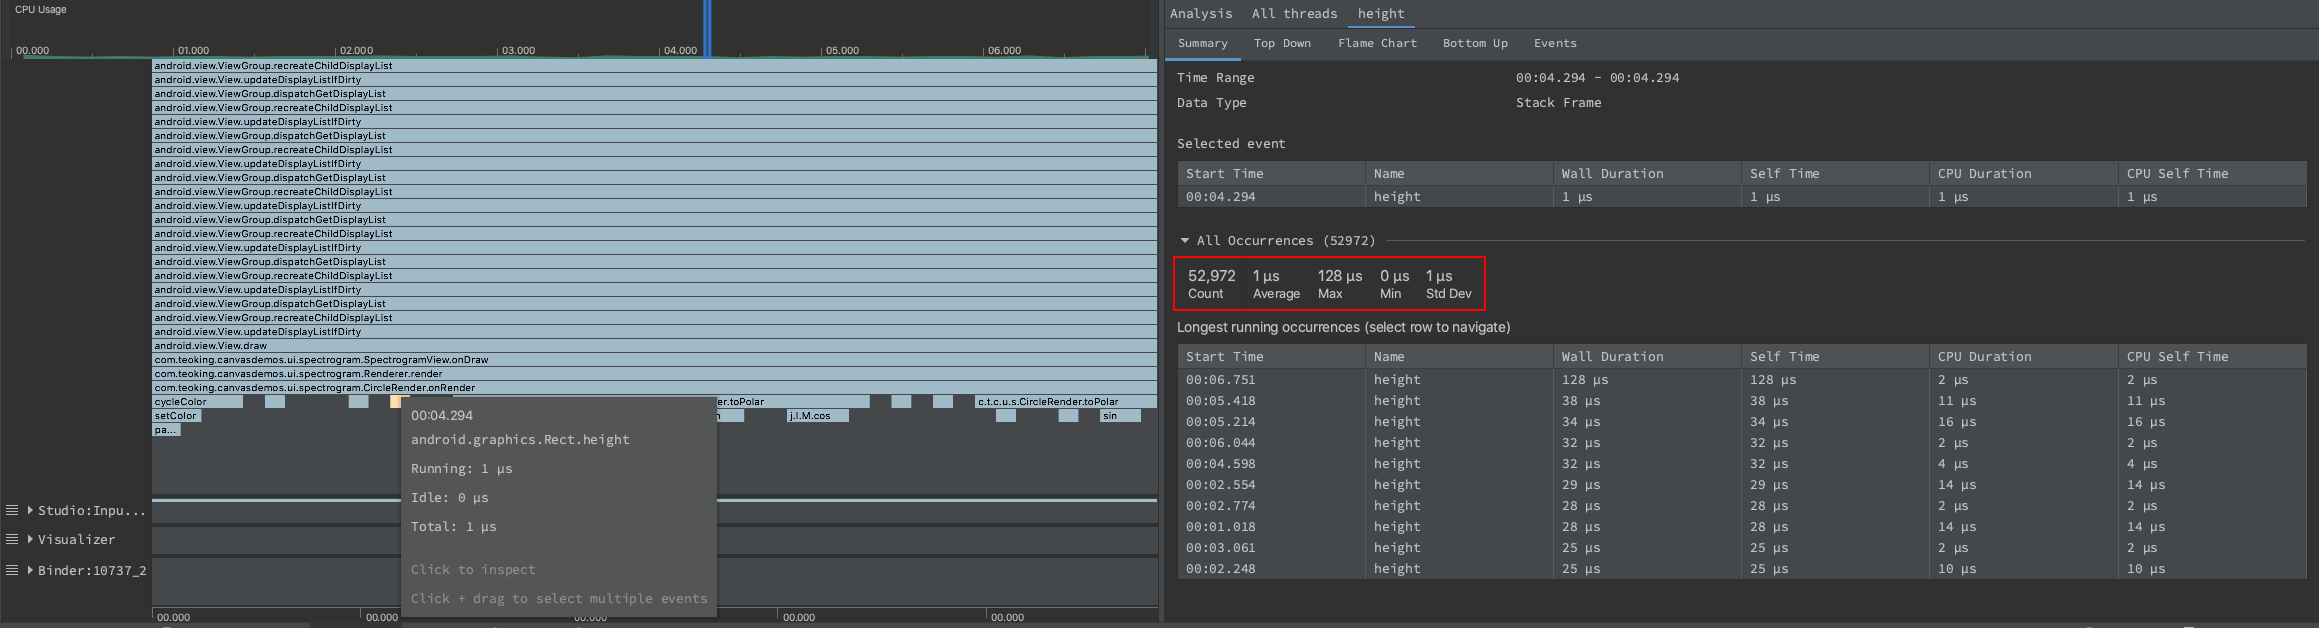 CPU Usage
00.000 01.000 02.000 03.000 04.000 05.000 06.000
android.view.ViewGroup.recreateChildDisplayList
android.view.View.updateDisplayListIfDirty
android.view.ViewGroup.dispatchGetDisplayList
android.view.ViewGroup.recreateChildDisplayList
android.view.View.updateDisplayListIfDirty
android.view.ViewGroup.dispatchGetDisplayList
android.view.ViewGroup.recreateChildDisplayList
android.view.View.updateDisplayListIfDirty
android.view.ViewGroup.dispatchGetDisplayList
android.view.ViewGroup.recreateChildDisplayList
android.view.View.updateDisplayListIfDirty
android.view.ViewGroup.dispatchGetDisplayList
android.view.ViewGroup.recreateChildDisplayList
android.view.View.updateDisplayListIfDirty
android.view.ViewGroup.dispatchGetDisplayList
android.view.ViewGroup.recreateChildDisplayList
android.view.View.updateDisplayListIfDirty
android.view.ViewGroup.dispatchGetDisplayList
android.view.ViewGroup.recreateChildDisplayList
android.view.View.updateDisplayListIfDirty
android.view.View.draw
com.teoking.canvasdemos.ui.spectrogram.SpectrogramView.onDraw
com.teoking.canvasdemos.ui.spectrogram.Renderer.render
com.teoking.canvasdemos.ui.spectrogram.CircleRender.onRender
cycleColor er.toPolar c.t.c.u.s.CircleRender.toPolar
setColor j.l.M.cos sin
pa...
00:04.294
android.graphics.Rect.height
Running: 1 μs
Idle: 0 μs
Total: 1 μs
Click to inspect
Click + drag to select multiple events
Studio:Inpu...
Visualizer
Binder:10737_2
00.000 00.000 00.000 00.000 00.000
Analysis All threads height
Summary Top Down Flame Chart Bottom Up Events
Time Range 00:04.294 - 00:04.294
Data Type Stack Frame
Selected event
Start Time Name Wall Duration Self Time CPU Duration CPU Self Time
00:04.294 height 1 μs 1 μs 1 μs 1 μs
All Occurrences (52972)
52,972 1 μs 128 μs 0 μs 1 μs
Count Average Max Min Std Dev
Longest running occurrences (select row to navigate)
Start Time Name Wall Duration Self Time CPU Duration CPU Self Time
00:06.751 height 128 μs 128 μs 2 μs 2 μs
00:05.418 height 38 μs 38 μs 11 μs 11 μs
00:05.214 height 34 μs 34 μs 16 μs 16 μs
00:06.044 height 32 μs 32 μs 2 μs 2 μs
00:04.598 height 32 μs 32 μs 4 μs 4 μs
00:02.554 height 29 μs 29 μs 14 μs 14 μs
00:02.774 height 28 μs 28 μs 2 μs 2 μs
00:01.018 height 28 μs 28 μs 14 μs 14 μs
00:03.061 height 25 μs 25 μs 2 μs 2 μs
00:02.248 height 25 μs 25 μs 10 μs 10 μs